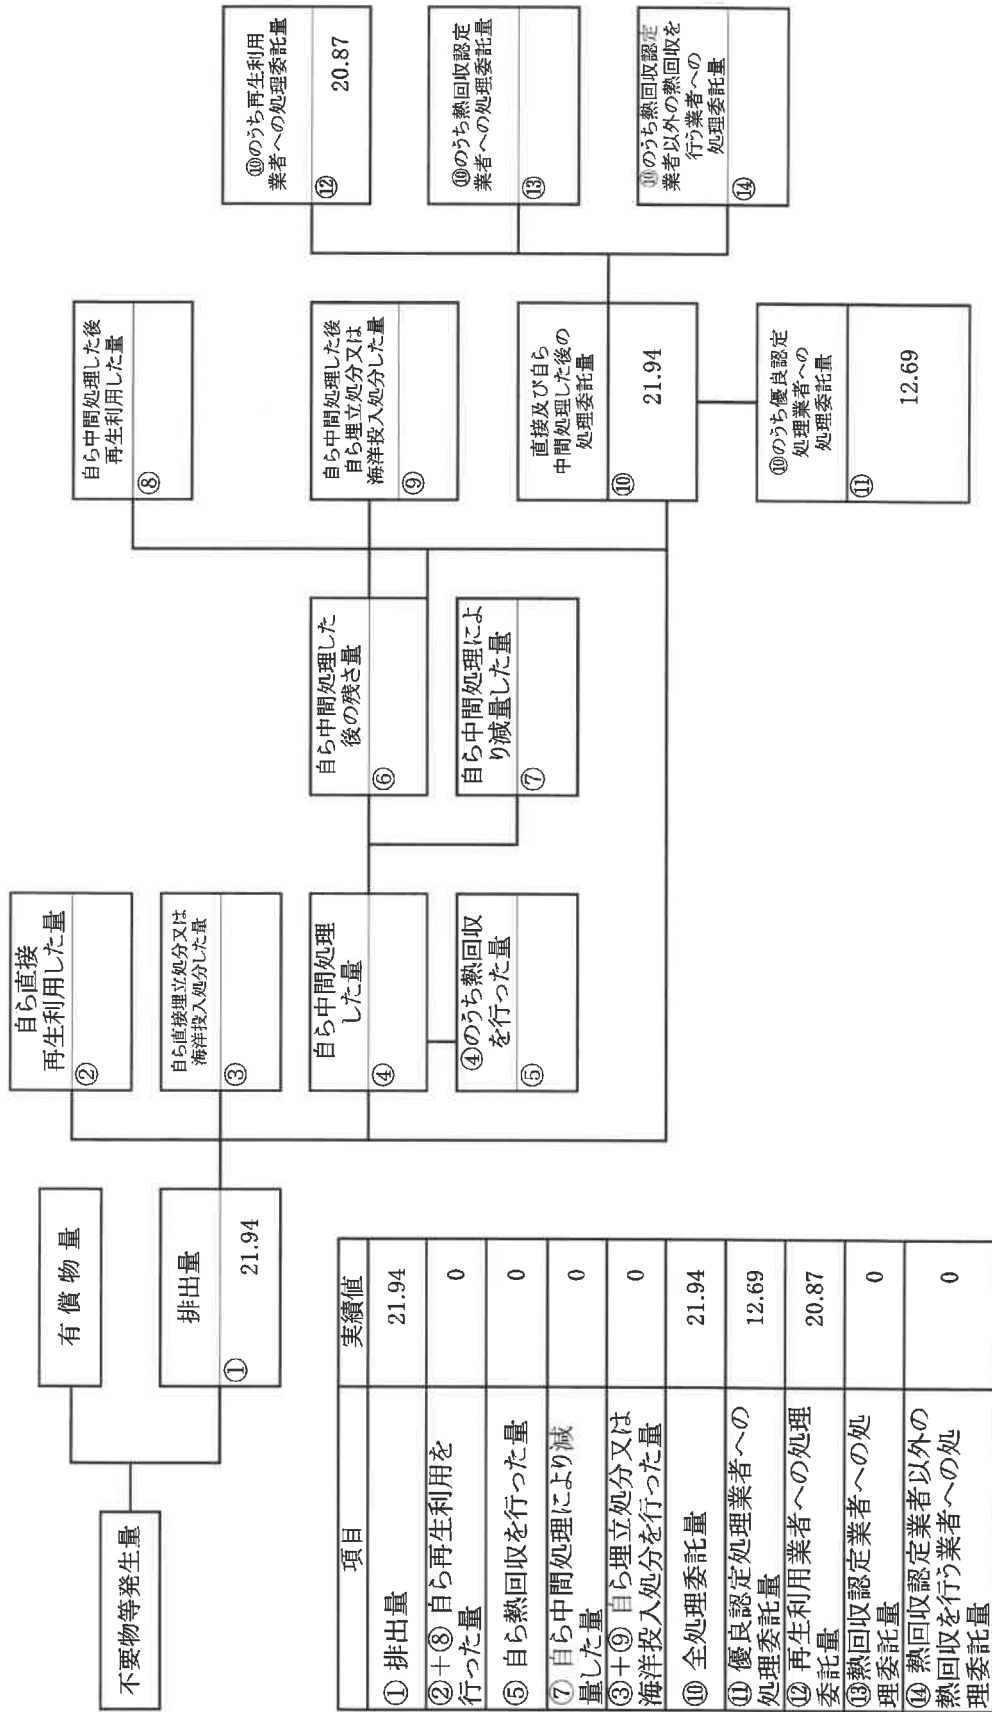 不要物等発生量
有償物量
排出量
①
21.94
自ら直接
再生利用した量
②
自ら直接埋立処分又は
海洋投入処分した量
③
自ら中間処理
した量
④
④のうち熱回収
を行った量
⑤
自ら中間処理した
後の残さ量
⑥
自ら中間処理によ
り減量した量
⑦
自ら中間処理した後
再生利用した量
⑧
自ら中間処理した後
自ら埋立処分又は
海洋投入処分した量
⑨
直接及び自ら
中間処理した後の
処理委託量
⑩
21.94
⑩のうち優良認定
処理業者への
処理委託量
⑪
12.69
⑩のうち再生利用
業者への処理委託量
⑫
20.87
⑩のうち熱回収認定
業者への処理委託量
⑬
⑩のうち熱回収認定
業者以外の熱回収を
行う業者への
処理委託量
⑭
項目 実績値
① 排出量 21.94
②+⑧ 自ら再生利用を
行った量 0
⑤ 自ら熱回収を行った量 0
⑦ 自ら中間処理により減
量した量 0
③+⑨ 自ら埋立処分又は
海洋投入処分を行った量 0
⑩ 全処理委託量 21.94
⑪ 優良認定処理業者への
処理委託量 12.69
⑫ 再生利用業者への処理
委託量 20.87
⑬熱回収認定業者への処
理委託量 0
⑭ 熱回収認定業者以外の
熱回収を行う業者への処
理委託量 0